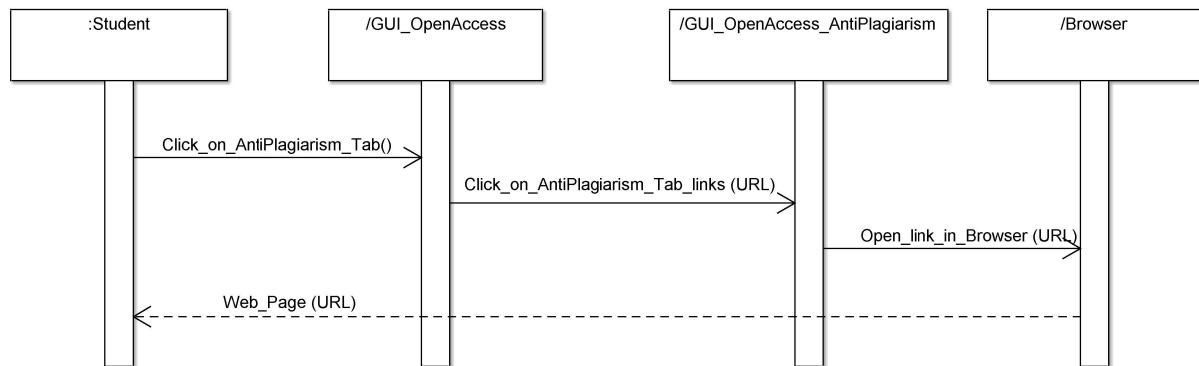 :Student
/GUI_OpenAccess
/GUI_OpenAccess_AntiPlagiarism
/Browser
Click_on_AntiPlagiarism_Tab()
Click_on_AntiPlagiarism_Tab_links (URL)
Open_link_in_Browser (URL)
Web_Page (URL)